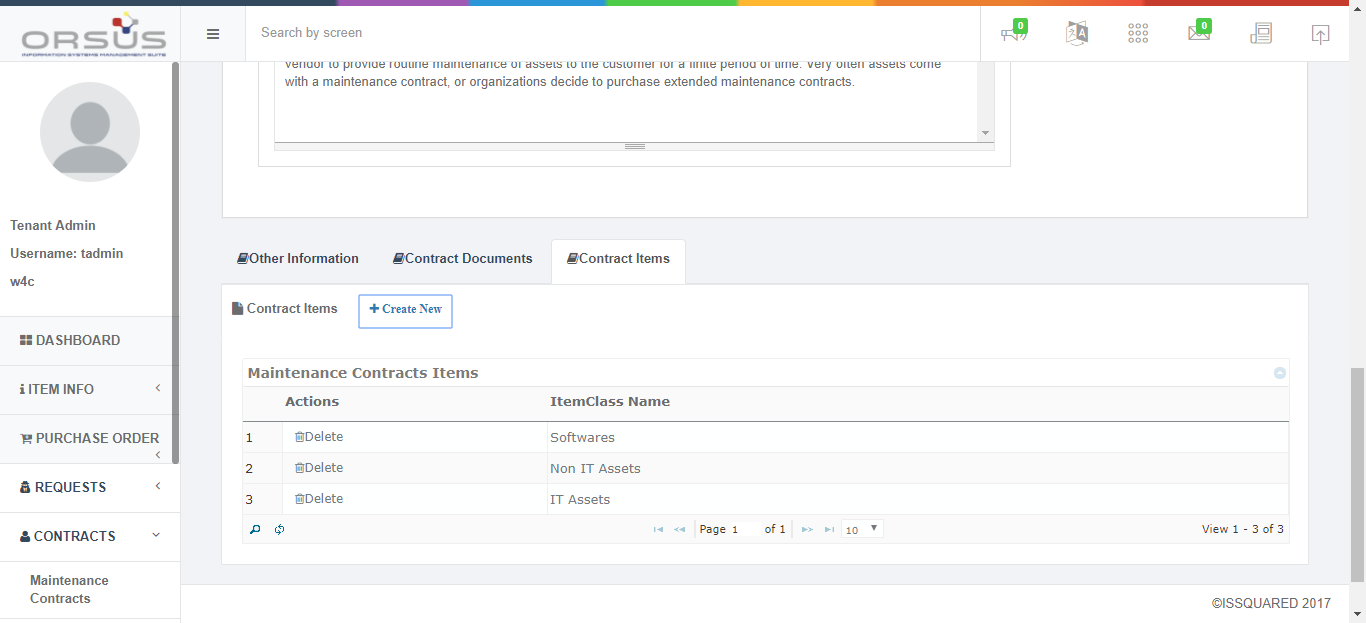 ORSUS
INFORMATION SYSTEMS MANAGEMENT SUITE
Search by screen
0
A
0
Tenant Admin
Username: tadmin
w4c
DASHBOARD
ITEM INFO
PURCHASE ORDER
REQUESTS
CONTRACTS
Maintenance
Contracts
vendor to provide routine maintenance of assets to the customer for a finite period of time. Very often assets come
with a maintenance contract, or organizations decide to purchase extended maintenance contracts.
Other Information
Contract Documents
Contract Items
Contract Items
Create New
Maintenance Contracts Items
Actions ItemClass Name
1 Delete Softwares
2 Delete Non IT Assets
3 Delete IT Assets
Page 1 of 1 10 View 1 - 3 of 3
©ISSQUARED 2017